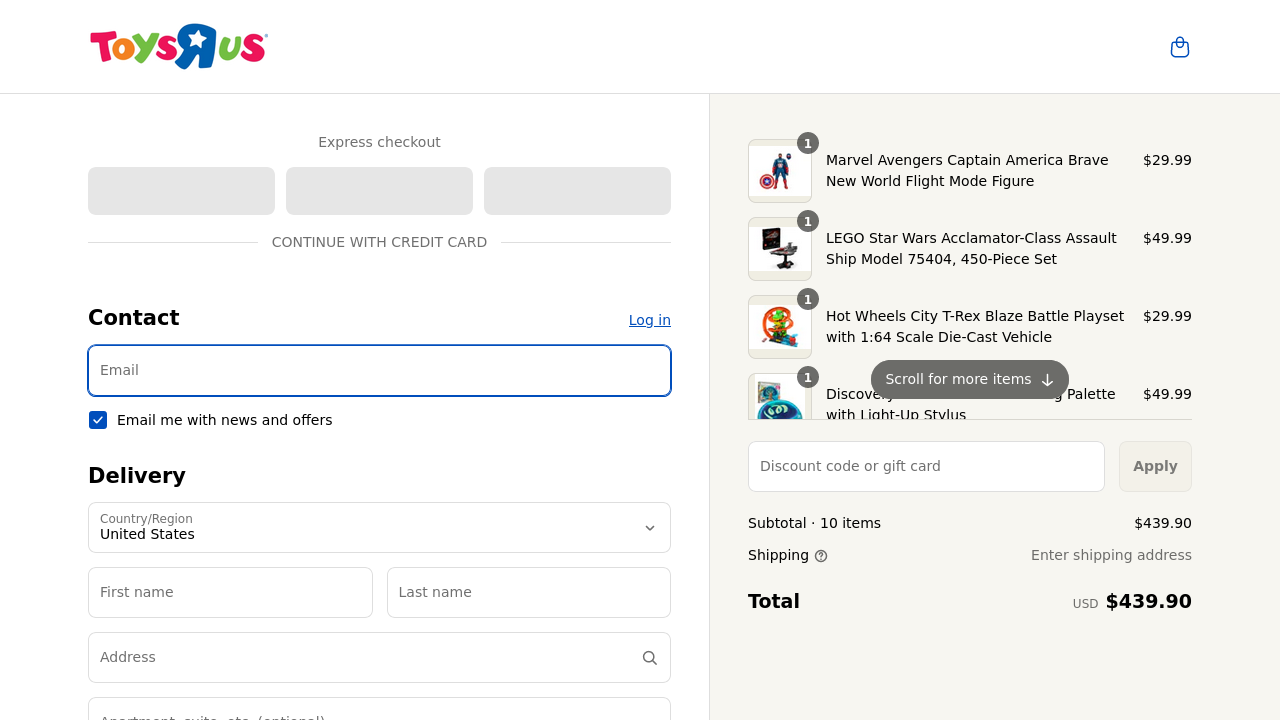 ToysRus
Express checkout
CONTINUE WITH CREDIT CARD
Contact
Log in
Email
Email me with news and offers
Delivery
Country/Region
United States
First name
Last name
Address
Apartment, suite, etc. (optional)
1
Marvel Avengers Captain America Brave
New World Flight Mode Figure
$29.99
1
LEGO Star Wars Acclamator-Class Assault
Ship Model 75404, 450-Piece Set
$49.99
1
Hot Wheels City T-Rex Blaze Battle Playset
with 1:64 Scale Die-Cast Vehicle
$29.99
Scroll for more items
1
Palette
with Light-Up Stylus
$49.99
Discount code or gift card
Apply
Subtotal · 10 items
$439.90
Shipping
Enter shipping address
Total
USD $439.90